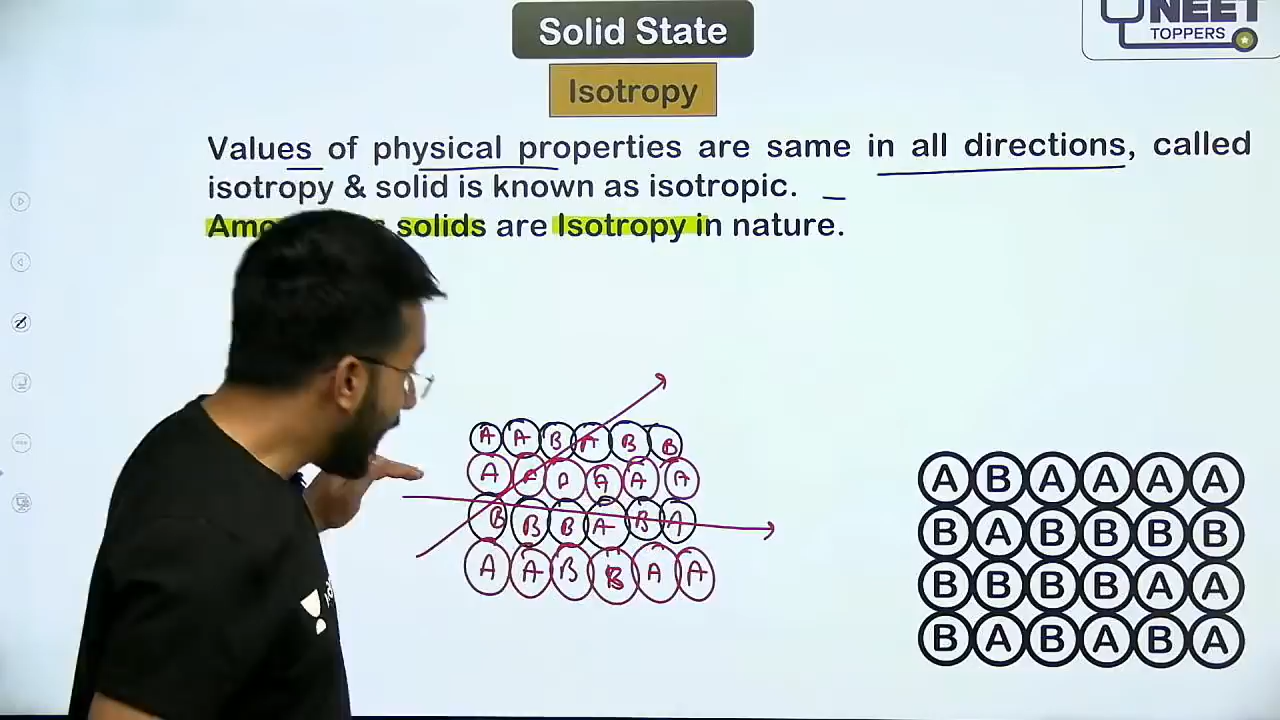 Solid State
NEET
TOPPERS
Isotropy
Values of physical properties are same in all directions, called
isotropy & solid is known as isotropic.
solids are Isotropy in nature.
A A B A B B
A A A A
B B B A B A
A A B B A A
A B A A A A
B A B B B B
B B B B A A
B A B A B A